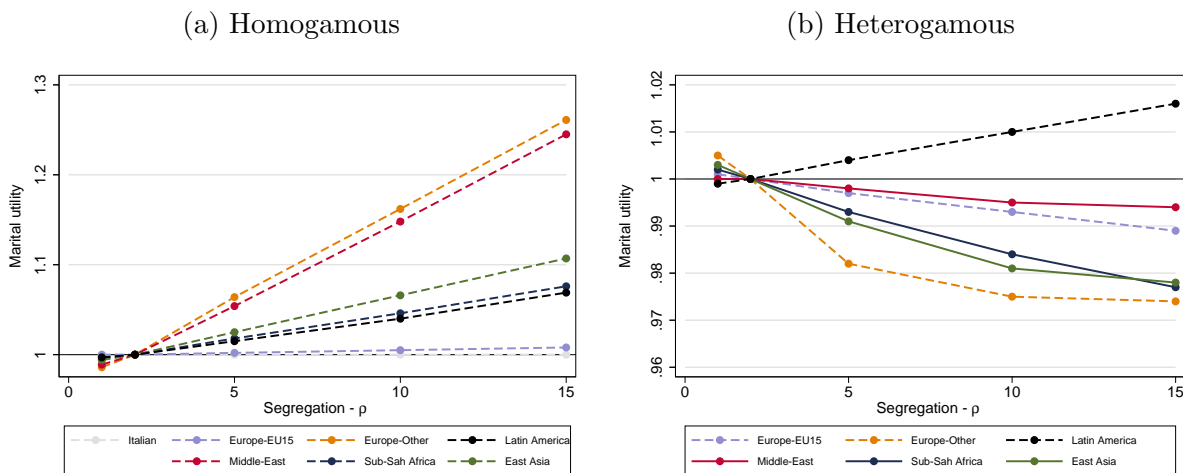 (a) Homogamous
Marital utility
1.3
1.2
1.1
1
0 5 10 15
Segregation - ρ
Italian Europe-EU15 Europe-Other Latin America
Middle-East Sub-Sah Africa East Asia
(b) Heterogamous
Marital utility
1.02
1.01
1
.99
.98
.97
.96
0 5 10 15
Segregation - ρ
Europe-EU15 Europe-Other Latin America
Middle-East Sub-Sah Africa East Asia